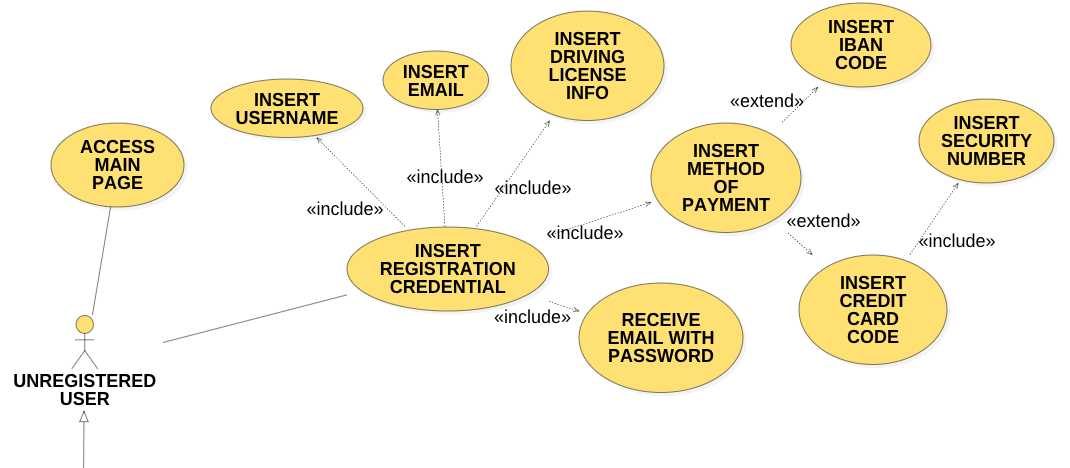 INSERT
IBAN
CODE
INSERT
DRIVING
LICENSE
INFO
INSERT
EMAIL
INSERT
USERNAME
«extend»
INSERT
SECURITY
NUMBER
ACCESS
MAIN
PAGE
INSERT
METHOD
OF
PAYMENT
«include»
«include»
«include»
«extend»
«include»
«include»
INSERT
REGISTRATION
CREDENTIAL
INSERT
CREDIT
CARD
CODE
«include»
RECEIVE
EMAIL WITH
PASSWORD
UNREGISTERED
USER